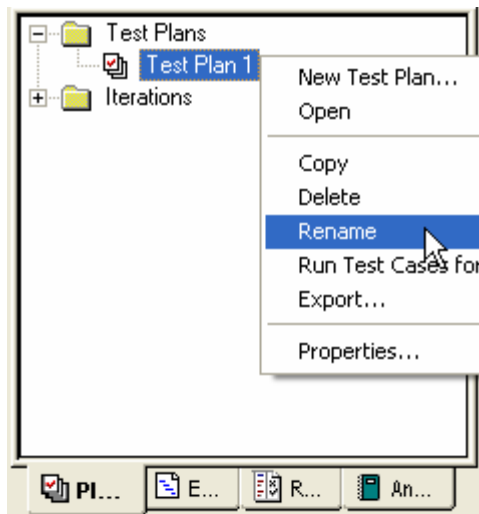 Test Plans
Test Plan 1
Iterations
New Test Plan...
Open
Copy
Delete
Rename
Run Test Cases for
Export...
Properties...
Pl... E... R... An...